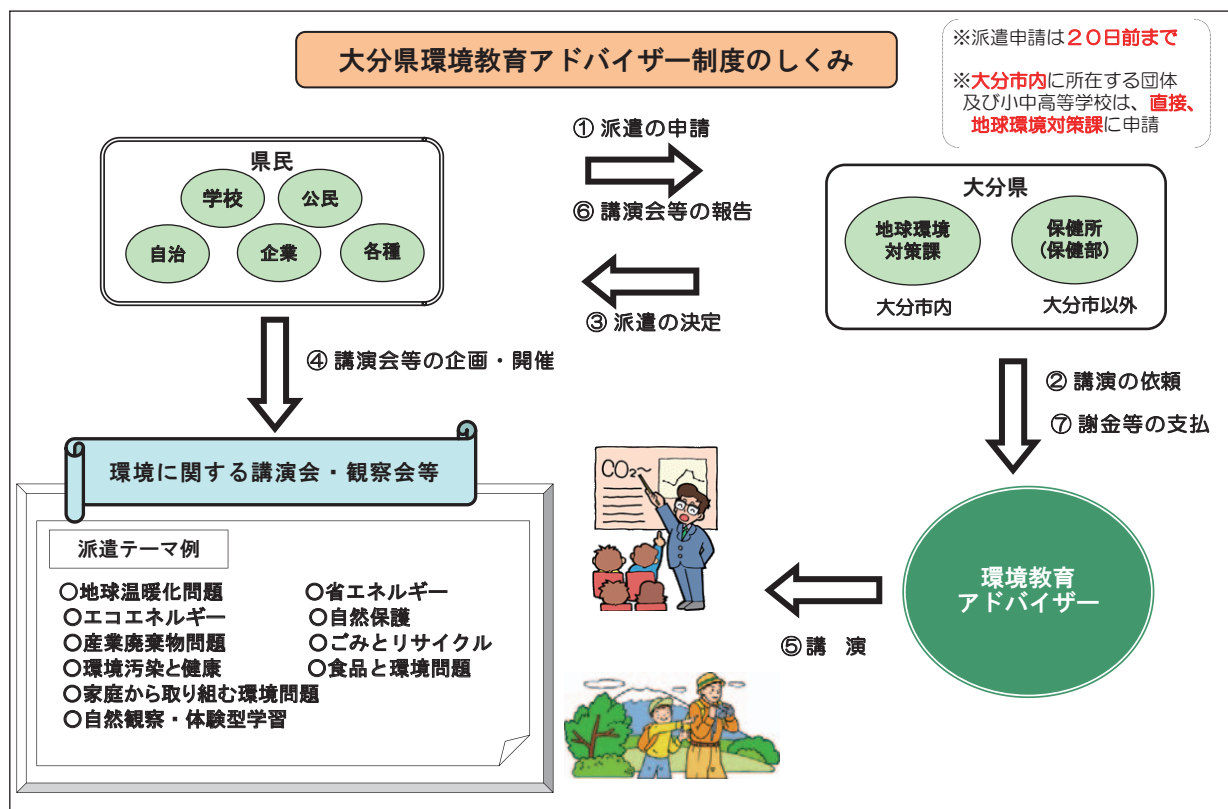 大分県環境教育アドバイザー制度のしくみ
※派遣申請は２０日前まで
※大分市内に所在する団体
及び小中高等学校は、直接、
地球環境対策課に申請
県民
学校
公民
自治
企業
各種
①派遣の申請
⑥講演会等の報告
③派遣の決定
大分県
地球環境
対策課
保健所
（保健部）
大分市内
大分市以外
④講演会等の企画・開催
②講演の依頼
⑦謝金等の支払
環境に関する講演会・観察会等
派遣テーマ例
○地球温暖化問題
○省エネルギー
○エコエネルギー
○自然保護
○産業廃棄物問題
○ごみとリサイクル
○環境汚染と健康
○食品と環境問題
○家庭から取り組む環境問題
○自然観察・体験型学習
CO2～
環境教育
アドバイザー
⑤講　演